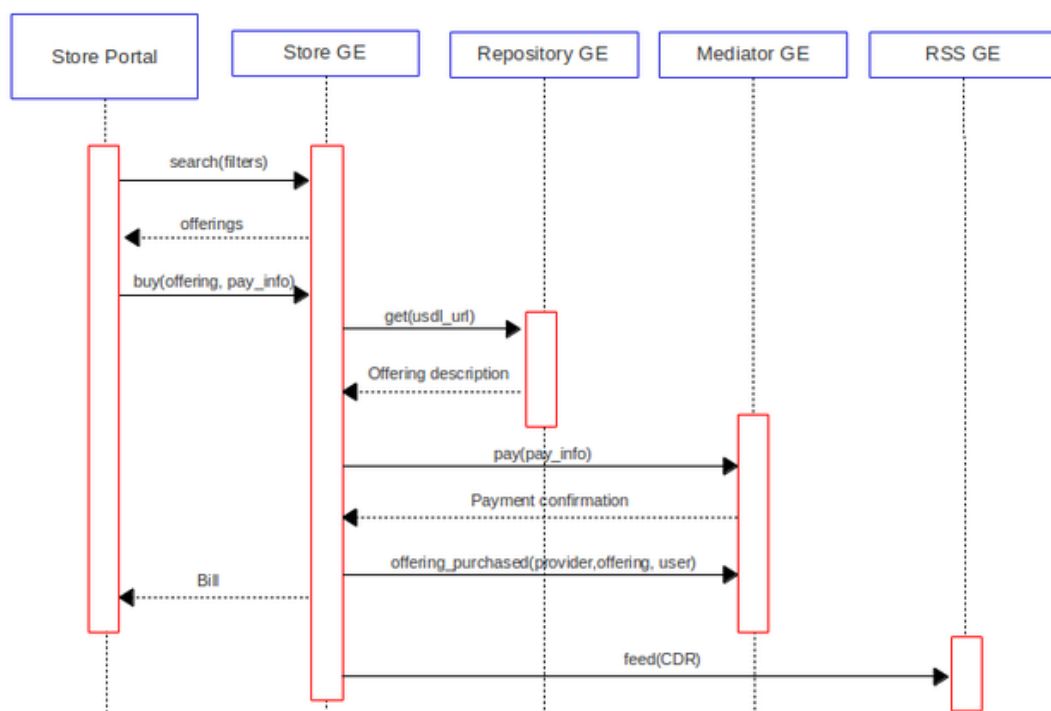 Store Portal
Store GE
Repository GE
Mediator GE
RSS GE
search(filters)
offerings
buy(offering, pay_info)
get(usdl_url)
Offering description
pay(pay_info)
Payment confirmation
offering_purchased(provider,offering, user)
Bill
feed(CDR)